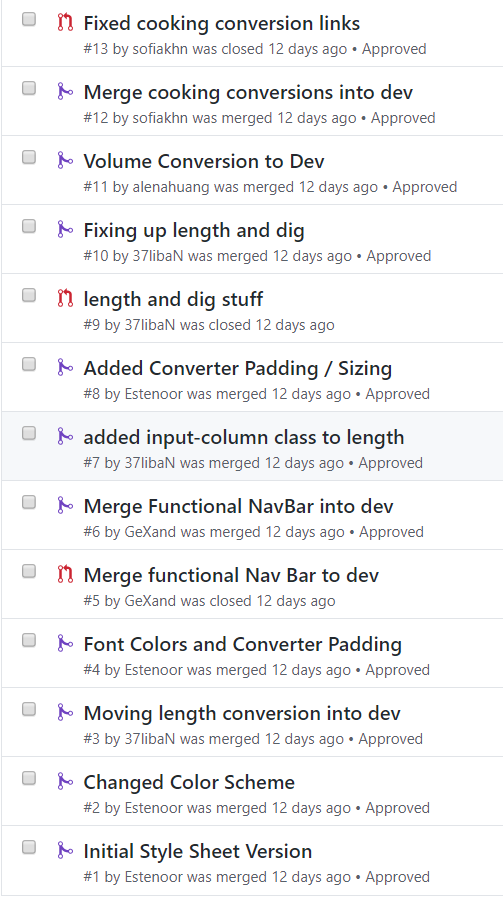 Fixed cooking conversion links
#13 by sofiakhn was closed 12 days ago • Approved
Merge cooking conversions into dev
#12 by sofiakhn was merged 12 days ago • Approved
Volume Conversion to Dev
#11 by alenahuang was merged 12 days ago • Approved
Fixing up length and dig
#10 by 37libaN was merged 12 days ago • Approved
length and dig stuff
#9 by 37libaN was closed 12 days ago
Added Converter Padding / Sizing
#8 by Estenoor was merged 12 days ago • Approved
added input-column class to length
#7 by 37libaN was merged 12 days ago • Approved
Merge Functional NavBar into dev
#6 by GeXand was merged 12 days ago • Approved
Merge functional Nav Bar to dev
#5 by GeXand was closed 12 days ago
Font Colors and Converter Padding
#4 by Estenoor was merged 12 days ago • Approved
Moving length conversion into dev
#3 by 37libaN was merged 12 days ago • Approved
Changed Color Scheme
#2 by Estenoor was merged 12 days ago • Approved
Initial Style Sheet Version
#1 by Estenoor was merged 12 days ago • Approved